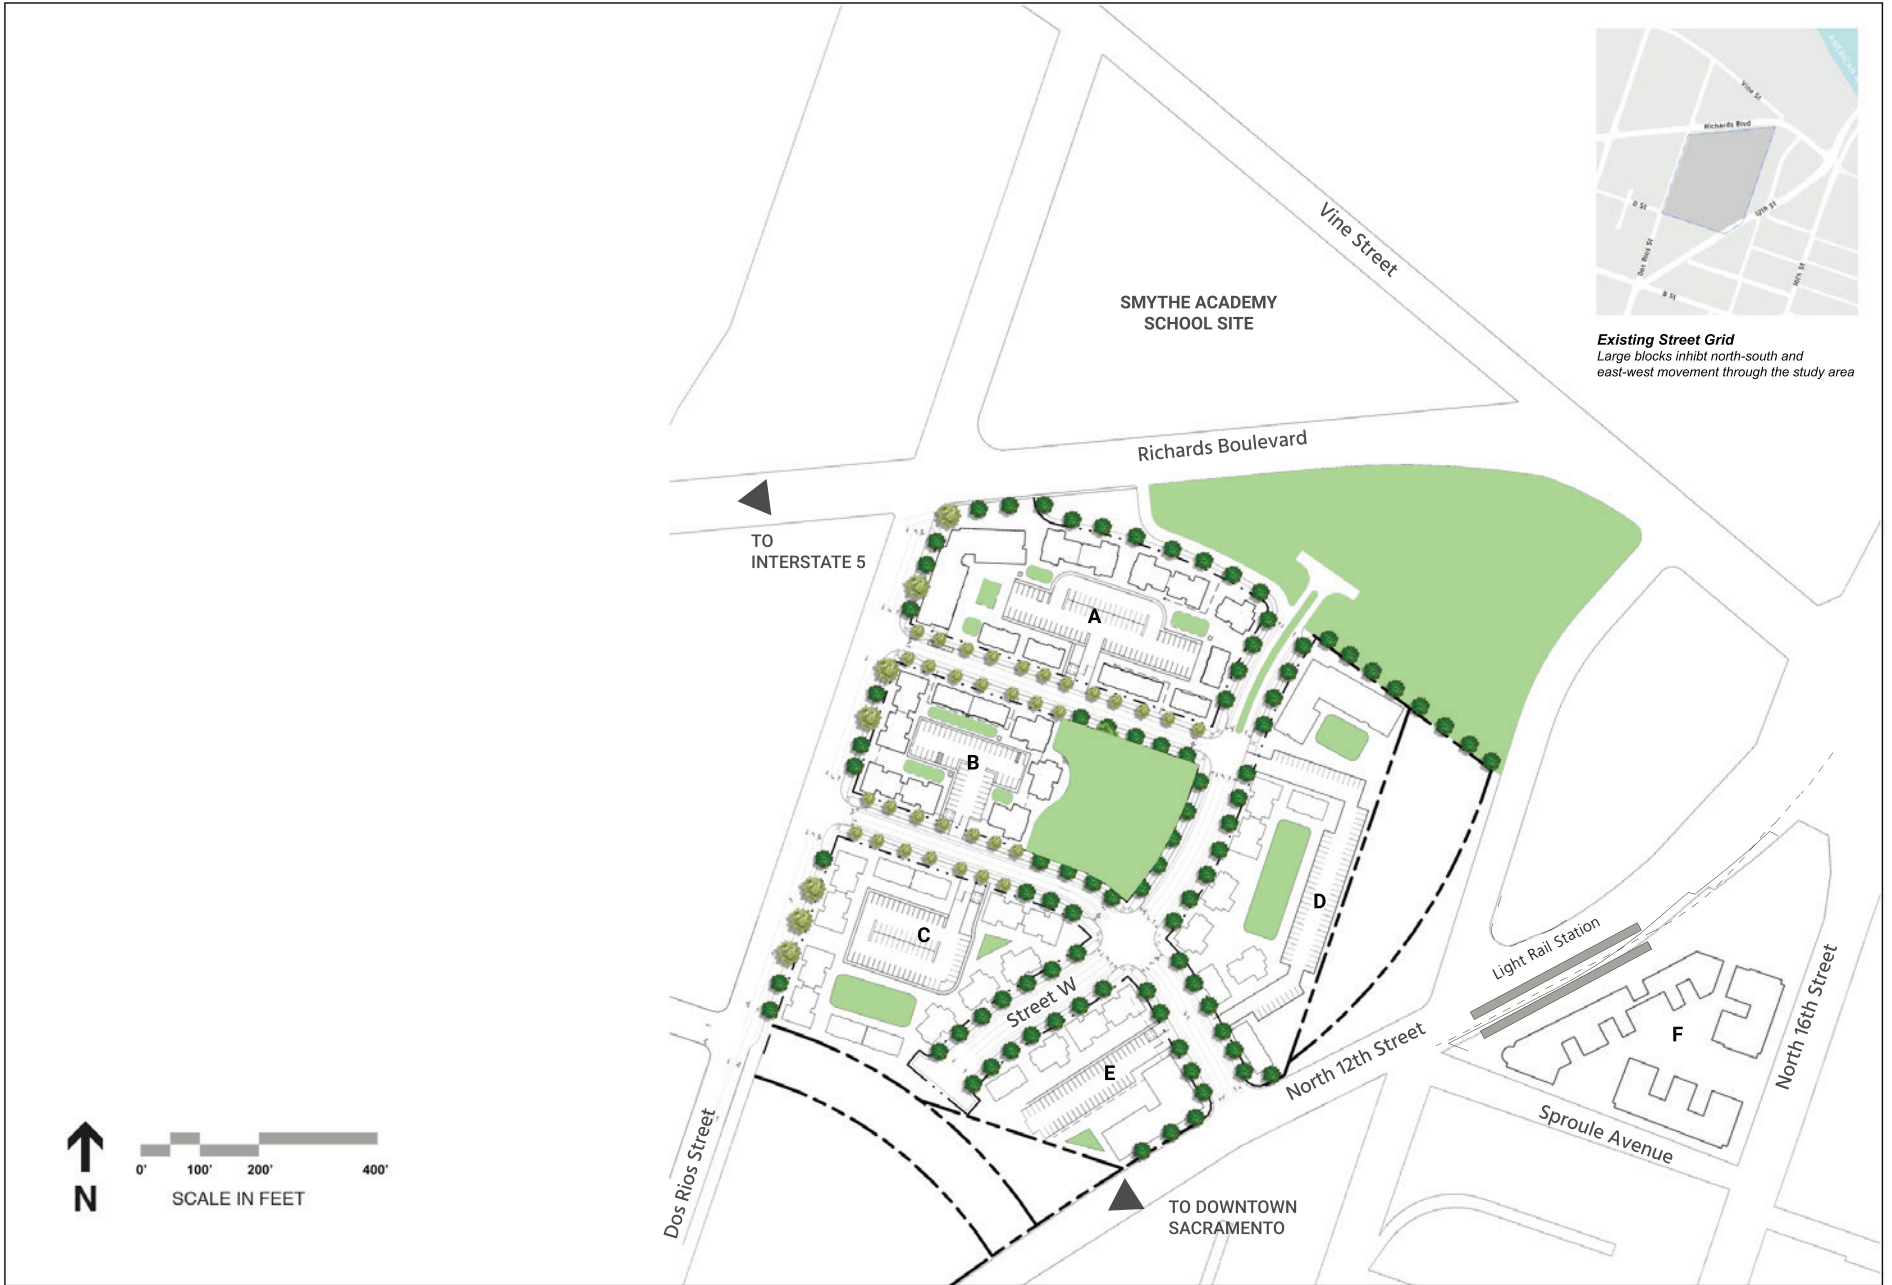 AMERICAN
Vine St
Richards Blvd
D St
12th St
Dos Rios St
16th St
B St
Existing Street Grid
Large blocks inhibt north-south and
east-west movement through the study area
Vine Street
SMYTHE ACADEMY
SCHOOL SITE
Richards Boulevard
TO
INTERSTATE 5
A
B
C
D
E
F
Street W
Light Rail Station
North 12th Street
North 16th Street
Sproule Avenue
Dos Rios Street
TO DOWNTOWN
SACRAMENTO
N
0'
100'
200'
400'
SCALE IN FEET